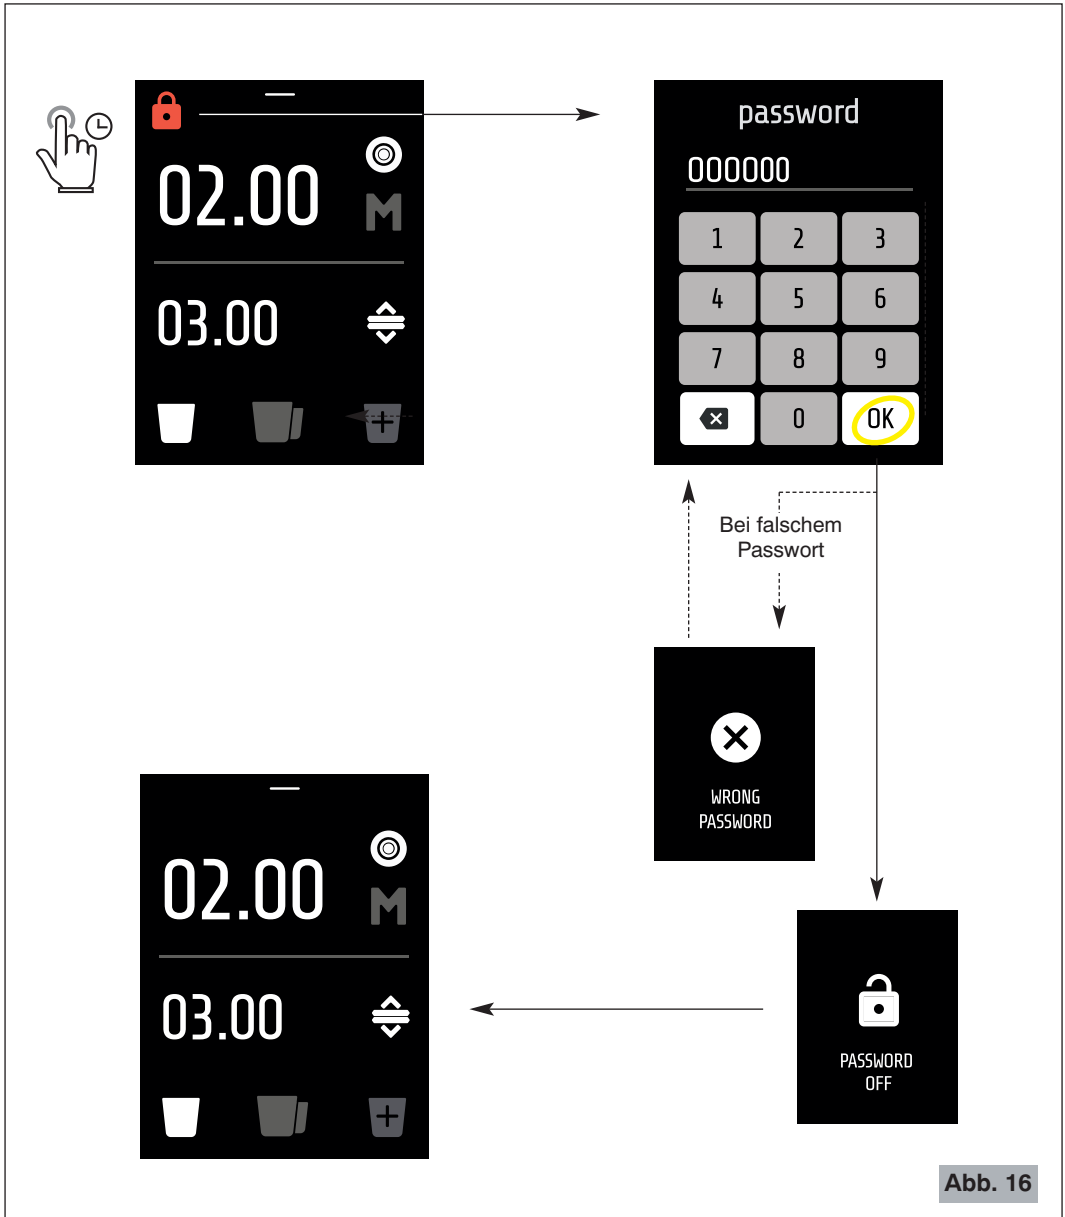 02.00
M
03.00
+
password
000000
1 2 3
4 5 6
7 8 9
0 OK
Bei falschem
Passwort
WRONG
PASSWORD
02.00
M
03.00
+
PASSWORD
OFF
Abb. 16